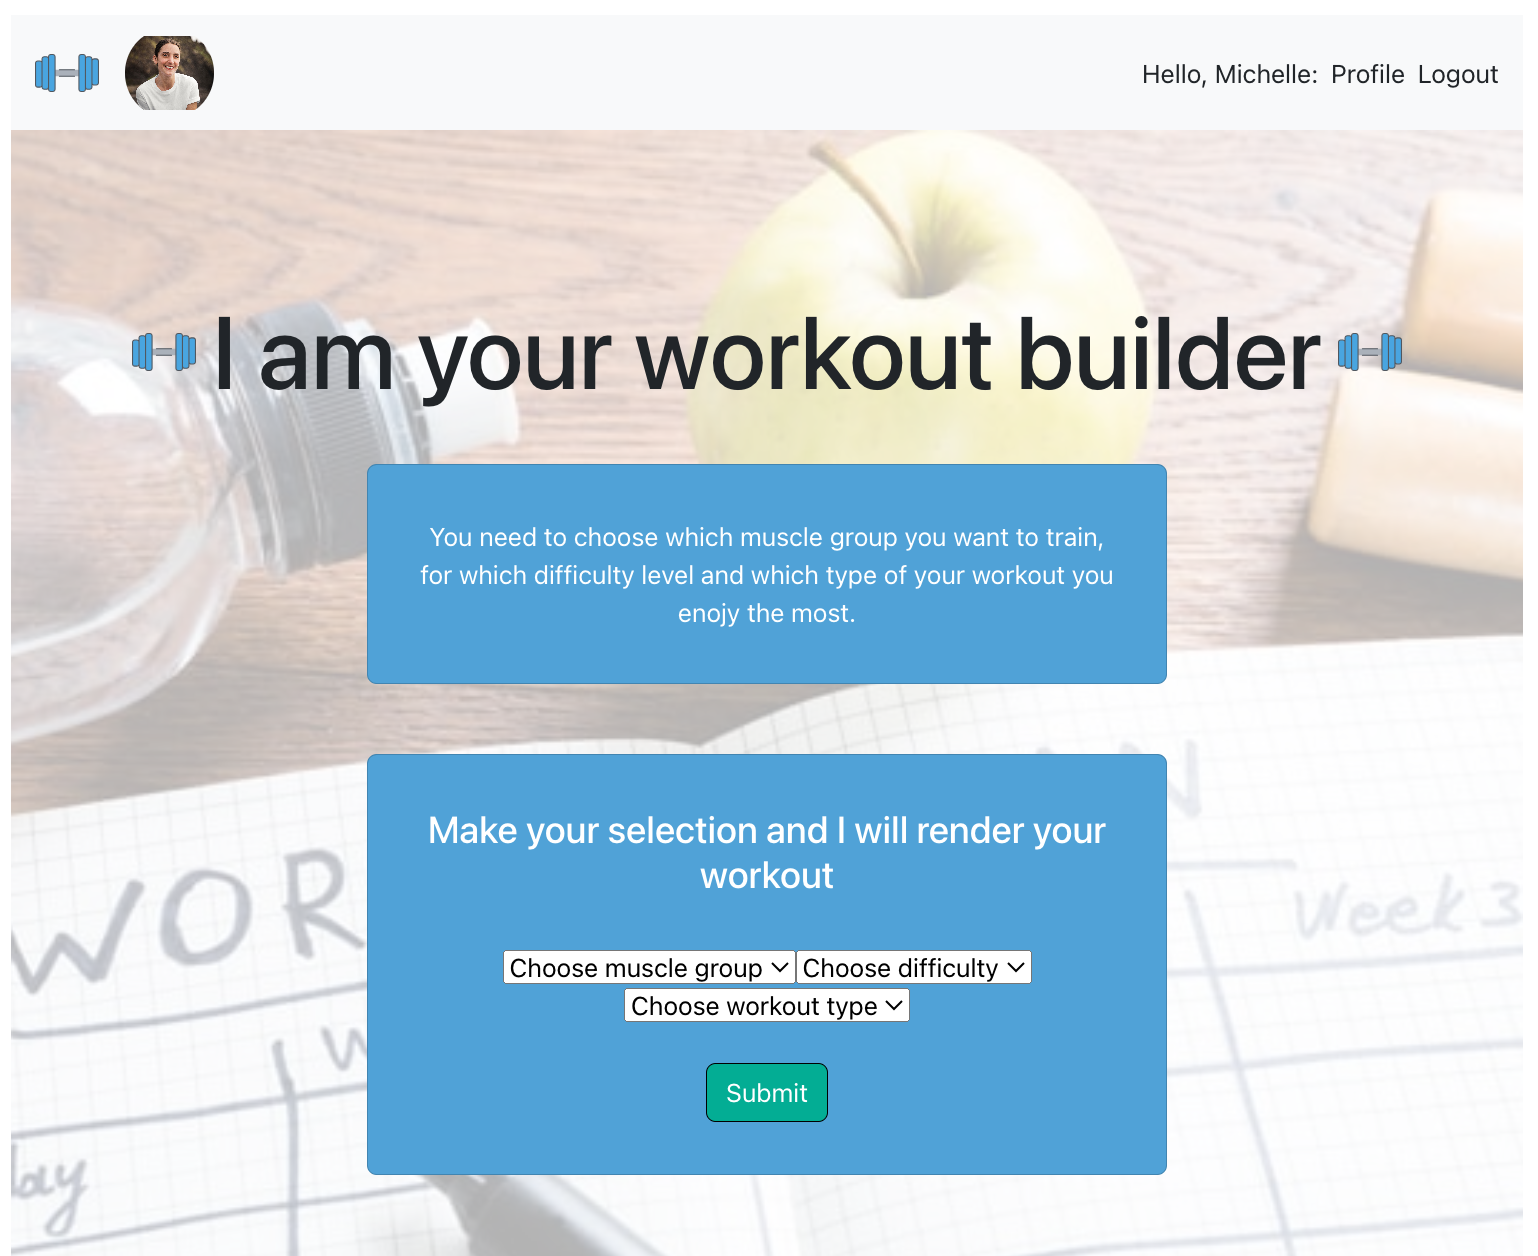 Hello, Michelle: Profile Logout
I am your workout builder
You need to choose which muscle group you want to train,
for which difficulty level and which type of your workout you
enojy the most.
Make your selection and I will render your
workout
WOR
N
Week 3
Choose muscle group Choose difficulty
Choose workout type
W
Submit
day